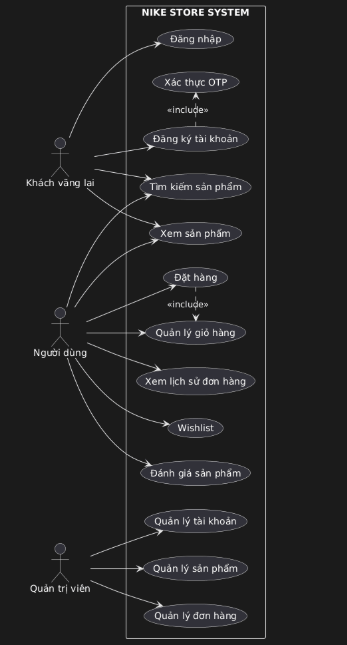 NIKE STORE SYSTEM
Đăng nhập
Xác thực OTP
«include»
Đăng ký tài khoản
Khách vãng lai
Tìm kiếm sản phẩm
Xem sản phẩm
Đặt hàng
«include»
Quản lý giỏ hàng
Người dùng
Xem lịch sử đơn hàng
Wishlist
Đánh giá sản phẩm
Quản lý tài khoản
Quản lý sản phẩm
Quản trị viên
Quản lý đơn hàng